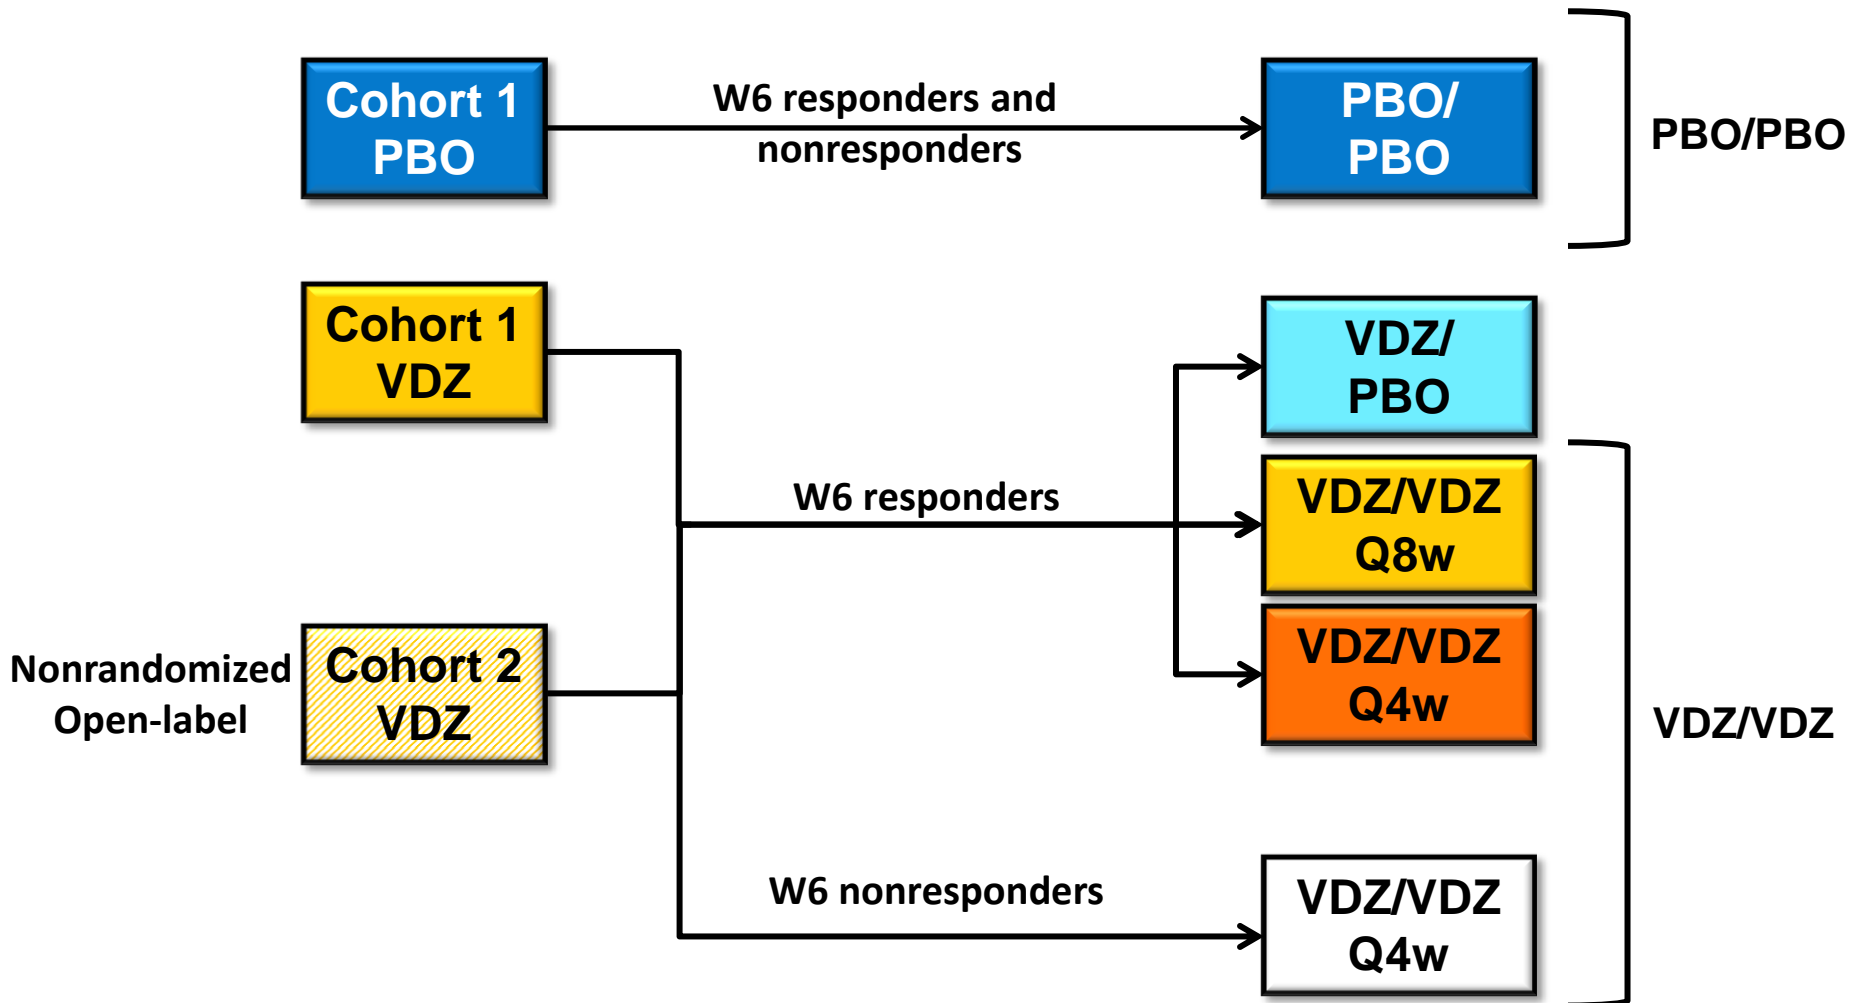 Cohort 1
PBO
W6 responders and
nonresponders
PBO/
PBO
PBO/PBO
Cohort 1
VDZ
VDZ/
PBO
W6 responders
VDZ/VDZ
Q8w
Nonrandomized
Open-label
Cohort 2
VDZ
VDZ/VDZ
Q4w
VDZ/VDZ
W6 nonresponders
VDZ/VDZ
Q4w